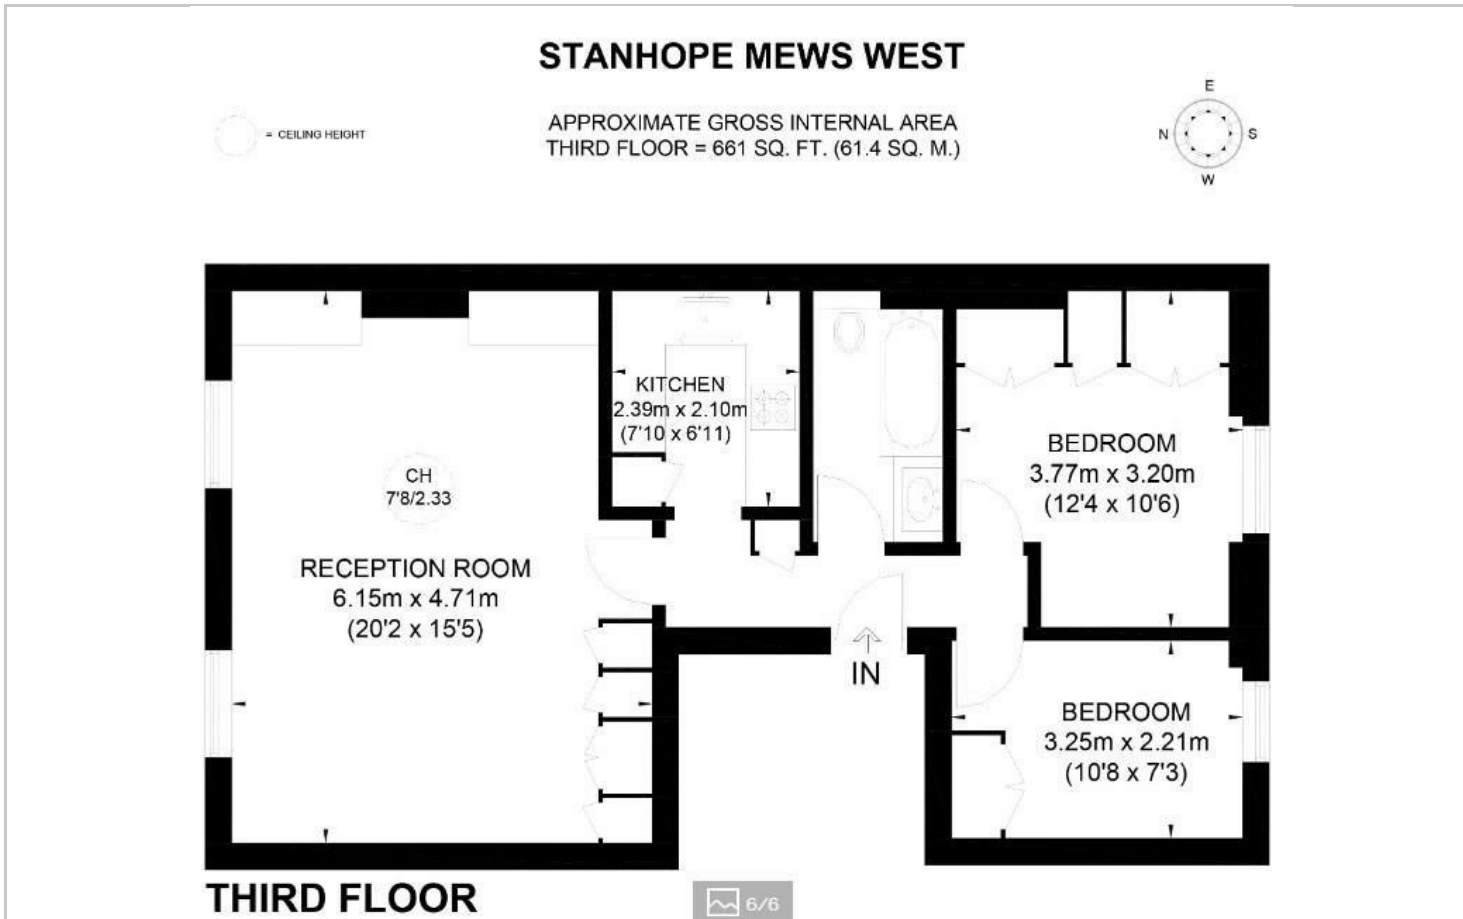 STANHOPE MEWS WEST
= CEILING HEIGHT
APPROXIMATE GROSS INTERNAL AREA
THIRD FLOOR = 661 SQ. FT. (61.4 SQ. M.)
E
N
S
W
KITCHEN
2.39m x 2.10m
(7'10 x 6'11)
BEDROOM
3.77m x 3.20m
(12'4 x 10'6)
CH
7'8/2.33
RECEPTION ROOM
6.15m x 4.71m
(20'2 x 15'5)
IN
BEDROOM
3.25m x 2.21m
(10'8 x 7'3)
THIRD FLOOR
6/6